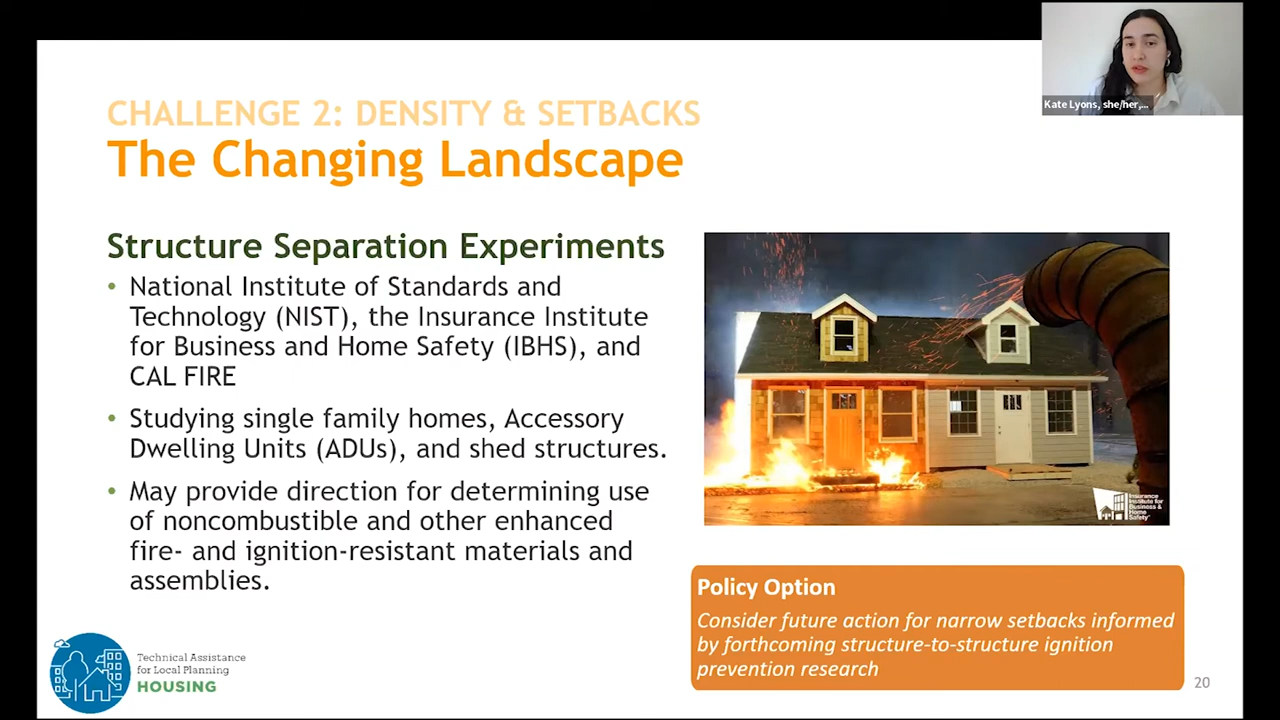 Kate Lyons, she/her,...
CHALLENGE 2: DENSITY & SETBACKS
The Changing Landscape
Structure Separation Experiments
• National Institute of Standards and
Technology (NIST), the Insurance Institute
for Business and Home Safety (IBHS), and
CAL FIRE
• Studying single family homes, Accessory
Dwelling Units (ADUs), and shed structures.
• May provide direction for determining use
of noncombustible and other enhanced
fire- and ignition-resistant materials and
assemblies.
Insurance
Institute for
Business &
Home
Safety
Policy Option
Consider future action for narrow setbacks informed
by forthcoming structure-to-structure ignition
prevention research
Technical Assistance
for Local Planning
HOUSING
20